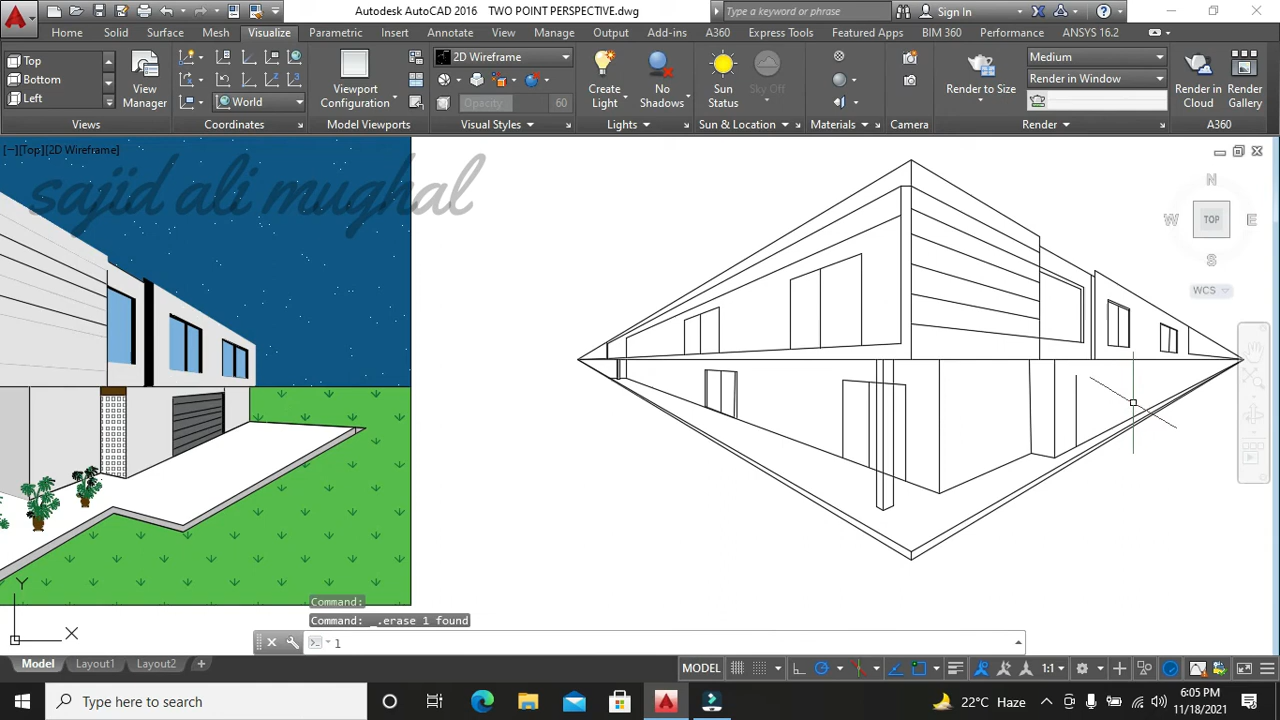 Autodesk AutoCAD 2016 TWO POINT PERSPECTIVE.dwg
Type a keyword or phrase
Sign In
Home Solid Surface Mesh Visualize Parametric Insert Annotate View Manage Output Add-ins A360 Express Tools Featured Apps BIM 360 Performance ANSYS 16.2
Top
Bottom
Left
View Manager
Views
World
Coordinates
Viewport Configuration
Model Viewports
2D Wireframe
Opacity 60
Visual Styles
Create Light
No Shadows
Lights
Sun Status
Sky Off
Sun & Location
Materials
Camera
Render to Size
Medium
Render in Window
Render
Render in Cloud
Render Gallery
A360
[−][Top][2D Wireframe]
sajid ali mughal
N
W TOP E
S
WCS
Y
X
Command:
Command: _.erase 1 found
l
Model Layout1 Layout2 +
MODEL
1:1
Type here to search
22°C Haze
6:05 PM
11/18/2021